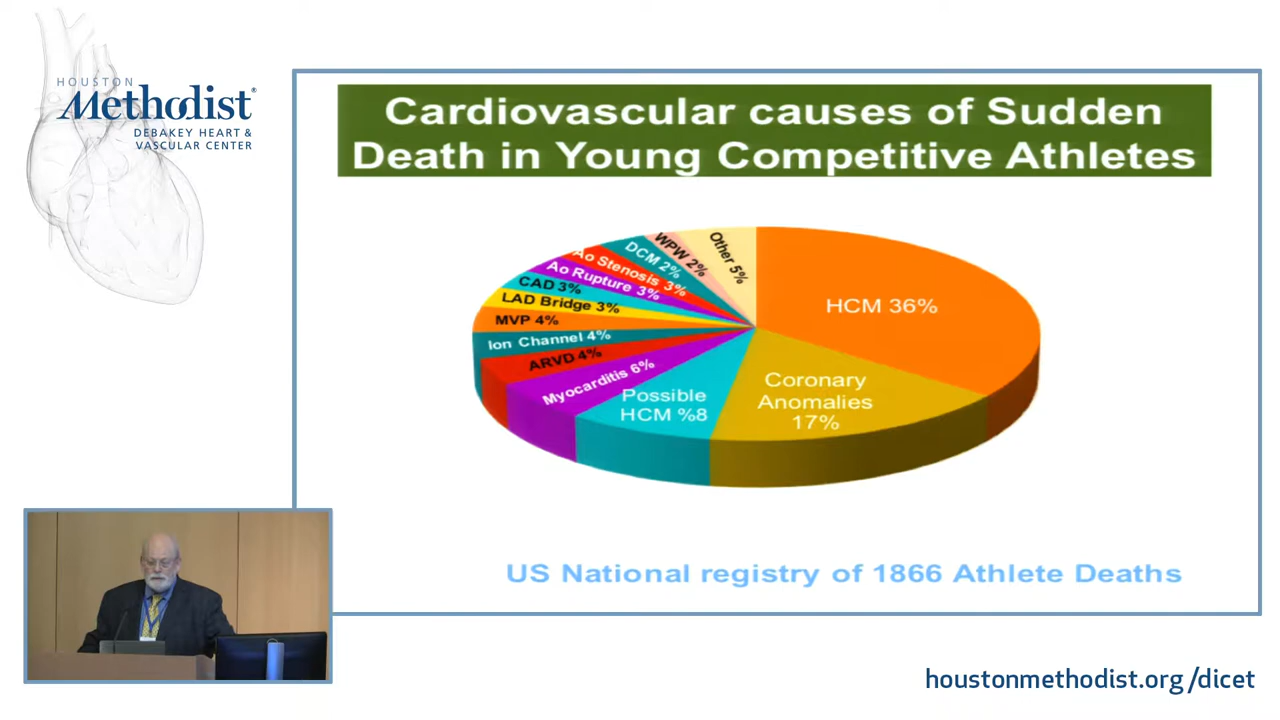 HOUSTON
Methodist®
DEBAKEY HEART &
VASCULAR CENTER
Cardiovascular causes of Sudden
Death in Young Competitive Athletes
HCM 36%
Coronary
Anomalies
17%
Possible
HCM %8
Myocarditis 6%
ARVD 4%
Ion Channel 4%
MVP 4%
LAD Bridge 3%
CAD 3%
Ao Rupture 3%
Ao Stenosis 3%
DCM 2%
WPW 2%
Other 5%
US National registry of 1866 Athlete Deaths
houstonmethodist.org/dicet